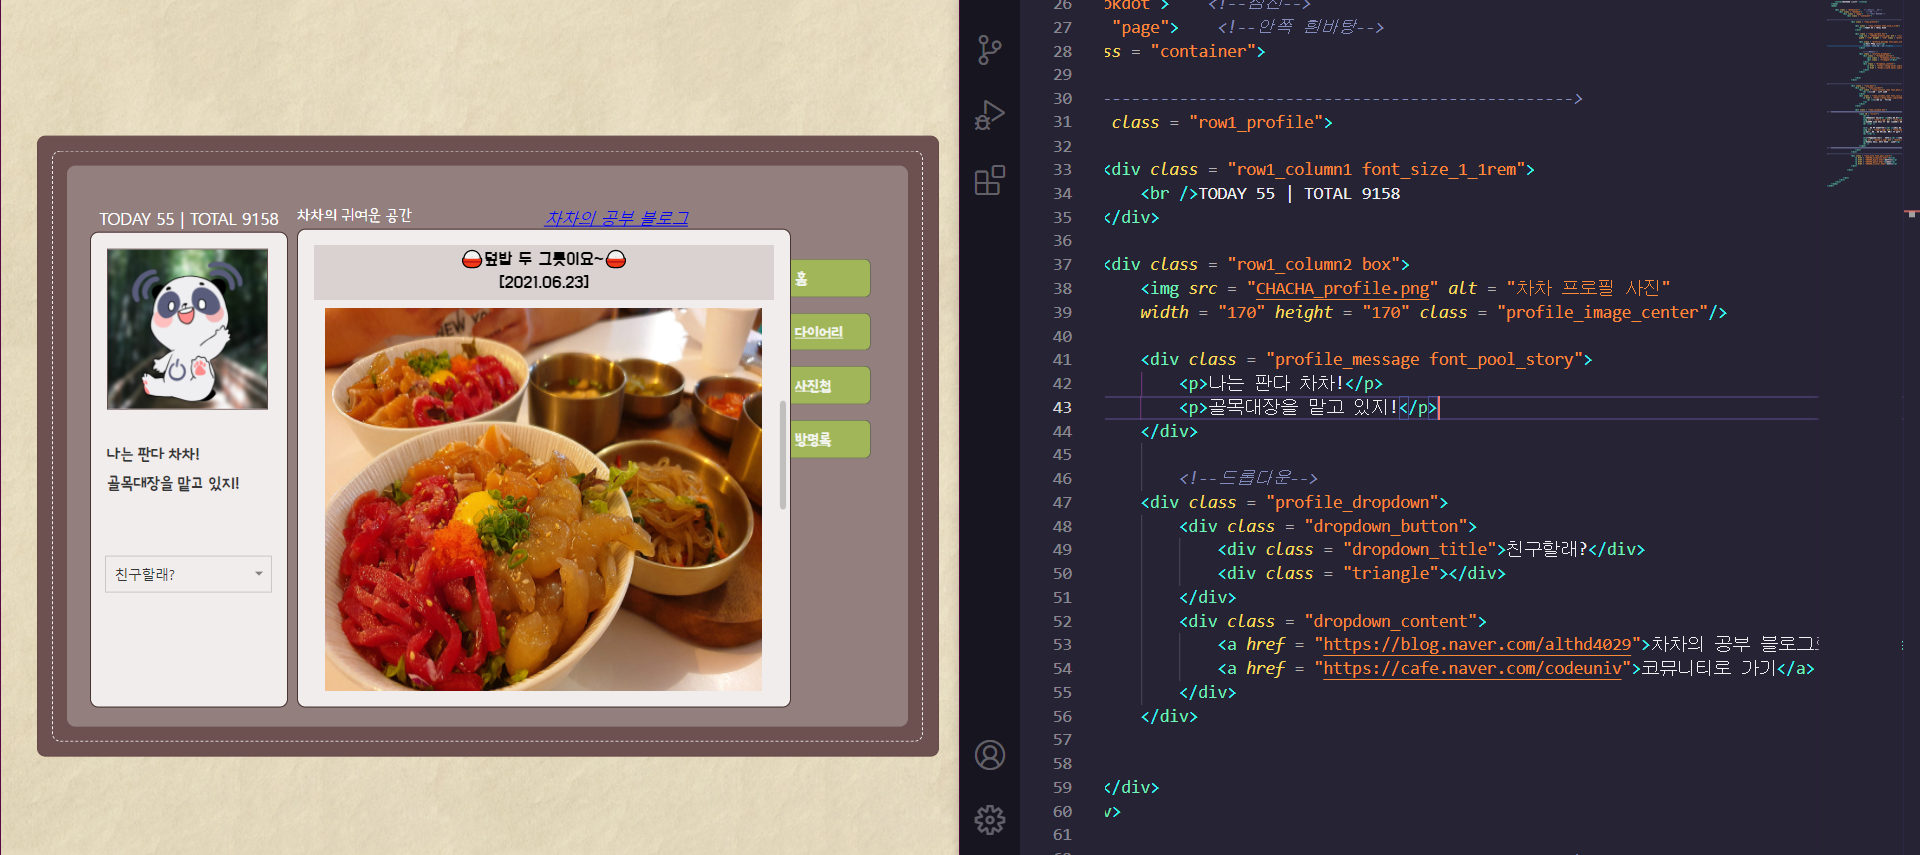 TODAY 55 | TOTAL 9158
차차의 귀여운 공간
차차의 공부 블로그
덮밥 두 그릇이요~
[2021.06.23]
NEW YO
홈
다이어리
사진첩
방명록
나는 판다 차차!
골목대장을 맡고 있지!
친구할래?
26 okdot"> <!--점선-->
27 "page"> <!--안쪽 흰바탕-->
28 ss = "container">
29
30 ------------------------------------------------->
31 class = "row1_profile">
32
33 <div class = "row1_column1 font_size_1_1rem">
34 <br />TODAY 55 | TOTAL 9158
35 </div>
36
37 <div class = "row1_column2 box">
38 <img src = "CHACHA_profile.png" alt = "차차 프로필 사진"
39 width = "170" height = "170" class = "profile_image_center"/>
40
41 <div class = "profile_message font_pool_story">
42 <p>나는 판다 차차!</p>
43 <p>골목대장을 맡고 있지!</p>
44 </div>
45
46 <!--드롭다운-->
47 <div class = "profile_dropdown">
48 <div class = "dropdown_button">
49 <div class = "dropdown_title">친구할래?</div>
50 <div class = "triangle"></div>
51 </div>
52 <div class = "dropdown_content">
53 <a href = "https://blog.naver.com/althd4029">차차의 공부 블로그
54 <a href = "https://cafe.naver.com/codeuniv">코뮤니티로 가기</a>
55 </div>
56 </div>
57
58
59 </div>
60 v>
61